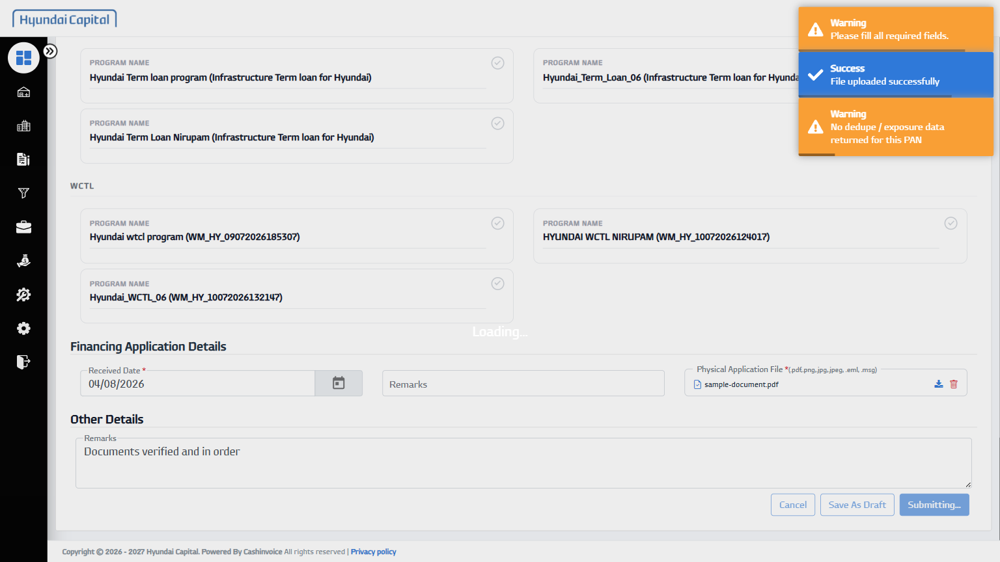 Hyundai Capital
Warning
Please fill all required fields.
Success
File uploaded successfully
Warning
No dedupe / exposure data
returned for this PAN
PROGRAM NAME
Hyundai Term loan program (Infrastructure Term loan for Hyundai)
PROGRAM NAME
Hyundai_Term_Loan_06 (Infrastructure Term loan for Hyunda
PROGRAM NAME
Hyundai Term Loan Nirupam (Infrastructure Term loan for Hyundai)
WCTL
PROGRAM NAME
Hyundai wtcl program (WM_HY_09072026185307)
PROGRAM NAME
HYUNDAI WCTL NIRUPAM (WM_HY_10072026124017)
PROGRAM NAME
Hyundai_WCTL_06 (WM_HY_10072026132147)
Loading...
Financing Application Details
Received Date *
04/08/2026
Remarks
Physical Application File *(.pdf,png,jpg,jpeg, .eml, .msg)
sample-document.pdf
Other Details
Remarks
Documents verified and in order
Cancel
Save As Draft
Submitting...
Copyright © 2026 - 2027 Hyundai Capital. Powered By Cashinvoice All rights reserved | Privacy policy